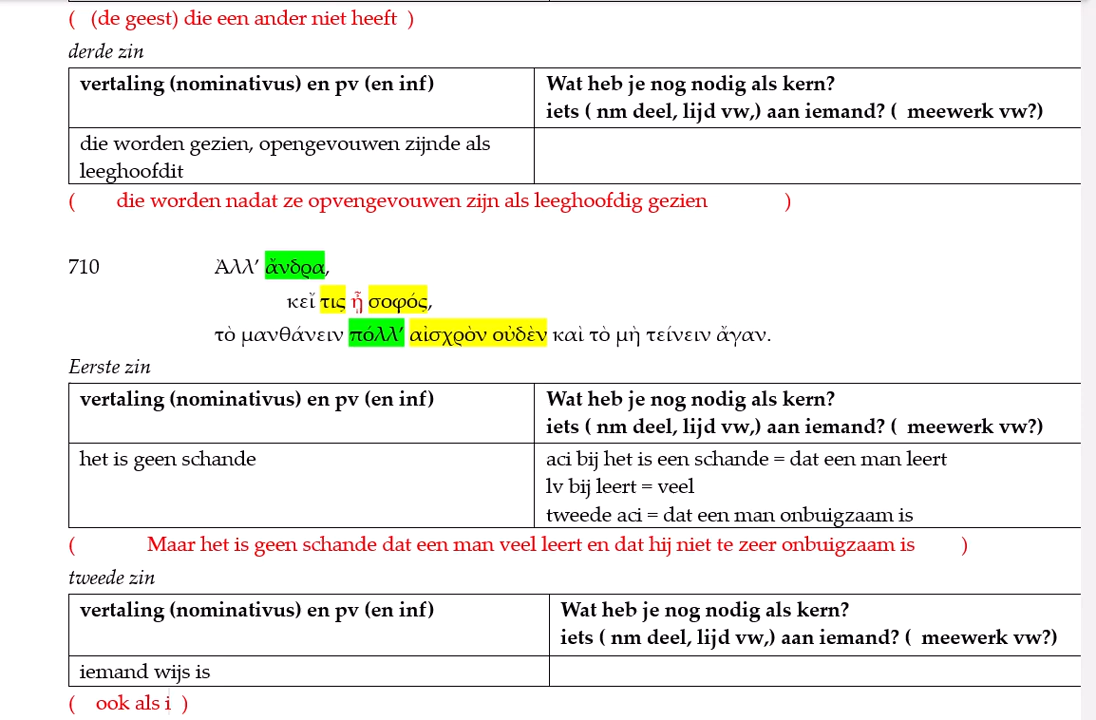 ( (de geest) die een ander niet heeft )
derde zin
vertaling (nominativus) en pv (en inf)
Wat heb je nog nodig als kern?
iets ( nm deel, lijd vw,) aan iemand? ( meewerk vw?)
die worden gezien, opengevouwen zijnde als
leeghoofdit
( die worden nadat ze opvengevouwen zijn als leeghoofdig gezien )
710 Ἀλλ’ ἄνδρα,
κεἴ τις ᾖ σοφός,
τὸ μανθάνειν πόλλ’ αἰσχρὸν οὐδὲν καὶ τὸ μὴ τείνειν ἄγαν.
Eerste zin
vertaling (nominativus) en pv (en inf)
Wat heb je nog nodig als kern?
iets ( nm deel, lijd vw,) aan iemand? ( meewerk vw?)
het is geen schande
aci bij het is een schande = dat een man leert
lv bij leert = veel
tweede aci = dat een man onbuigzaam is
( Maar het is geen schande dat een man veel leert en dat hij niet te zeer onbuigzaam is )
tweede zin
vertaling (nominativus) en pv (en inf)
Wat heb je nog nodig als kern?
iets ( nm deel, lijd vw,) aan iemand? ( meewerk vw?)
iemand wijs is
( ook als i )